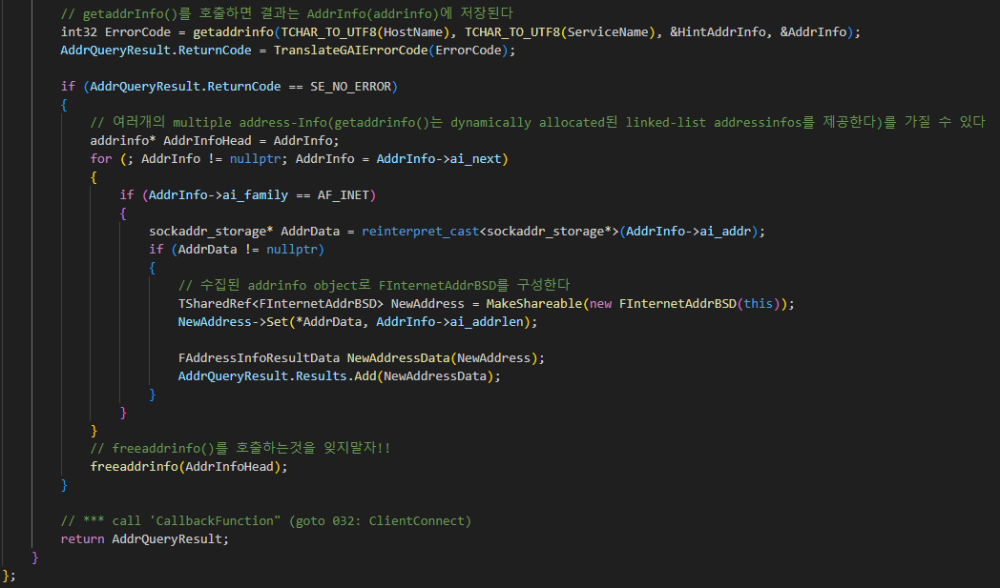 // getaddrInfo()를 호출하면 결과는 AddrInfo(addrinfo)에 저장된다
int32 ErrorCode = getaddrinfo(TCHAR_TO_UTF8(HostName), TCHAR_TO_UTF8(ServiceName), &HintAddrInfo, &AddrInfo);
AddrQueryResult.ReturnCode = TranslateGAIErrorCode(ErrorCode);
if (AddrQueryResult.ReturnCode == SE_NO_ERROR)
{
// 여러개의 multiple address-Info(getaddrinfo()는 dynamically allocated된 linked-list addressinfos를 제공한다)를 가질 수 있다
addrinfo* AddrInfoHead = AddrInfo;
for (; AddrInfo != nullptr; AddrInfo = AddrInfo->ai_next)
{
if (AddrInfo->ai_family == AF_INET)
{
sockaddr_storage* AddrData = reinterpret_cast<sockaddr_storage*>(AddrInfo->ai_addr);
if (AddrData != nullptr)
{
// 수집된 addrinfo object로 FInternetAddrBSD를 구성한다
TSharedRef<FInternetAddrBSD> NewAddress = MakeShareable(new FInternetAddrBSD(this));
NewAddress->Set(*AddrData, AddrInfo->ai_addrlen);
FAddressInfoResultData NewAddressData(NewAddress);
AddrQueryResult.Results.Add(NewAddressData);
}
}
}
// freeaddrinfo()를 호출하는것을 잊지말자!!
freeaddrinfo(AddrInfoHead);
}
// *** call 'CallbackFunction" (goto 032: ClientConnect)
return AddrQueryResult;
}
};